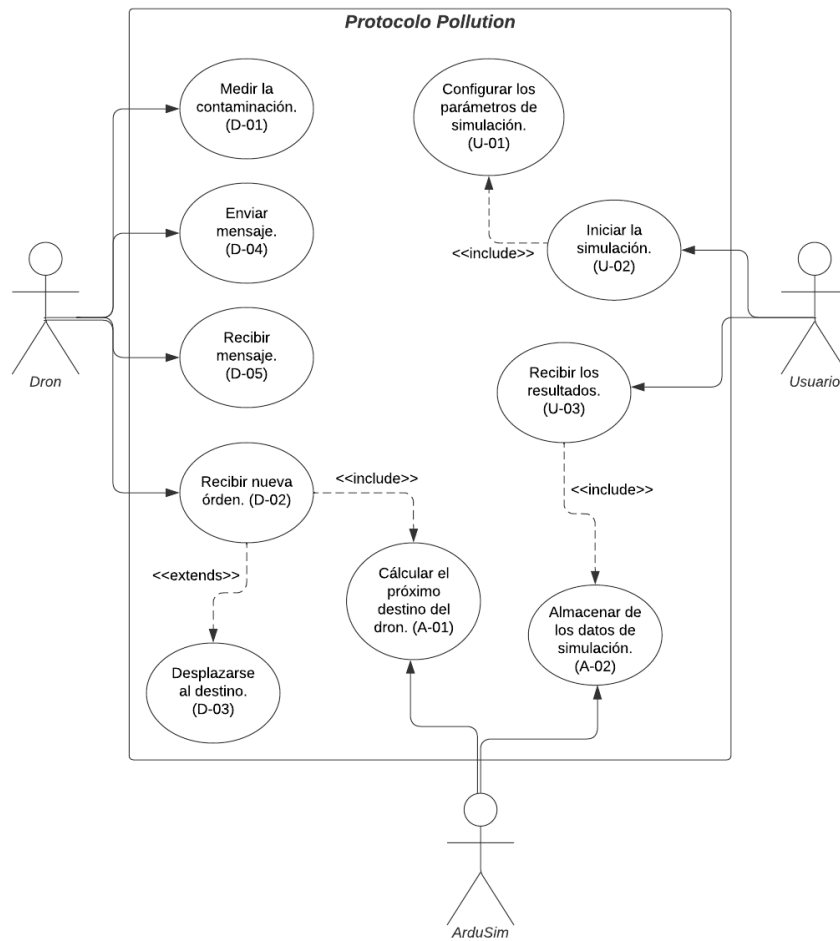 Protocolo Pollution
Medir la
contaminación.
(D-01)
Configurar los
parámetros de
simulación.
(U-01)
Enviar
mensaje.
(D-04)
<<include>>
Iniciar la
simulación.
(U-02)
Recibir
mensaje.
(D-05)
Dron
Recibir los
resultados.
(U-03)
Usuario
Recibir nueva
órden. (D-02)
<<include>>
<<include>>
<<extends>>
Cálcular el
próximo
destino del
dron. (A-01)
Almacenar de
los datos de
simulación.
(A-02)
Desplazarse
al destino.
(D-03)
ArduSim